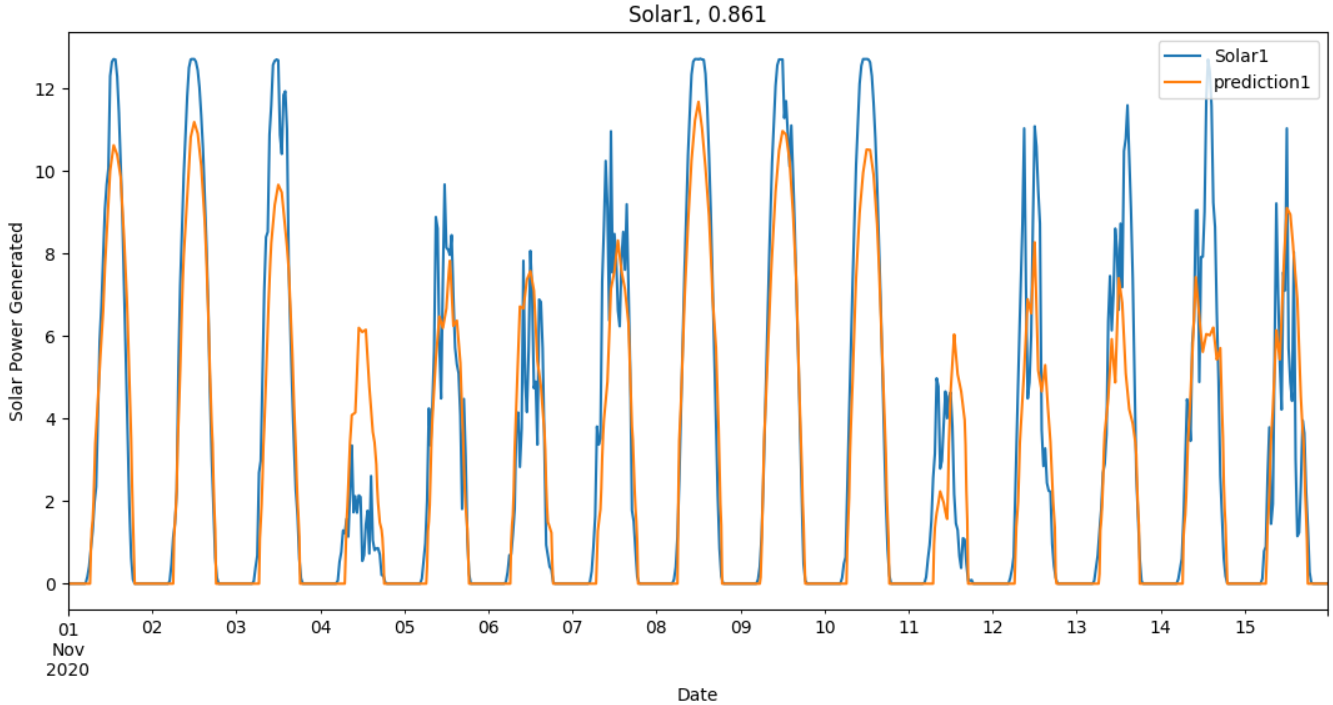 Solar1, 0.861
Solar1
prediction1
Solar Power Generated
12
10
8
6
4
2
0
01 02 03 04 05 06 07 08 09 10 11 12 13 14 15
Nov
2020
Date